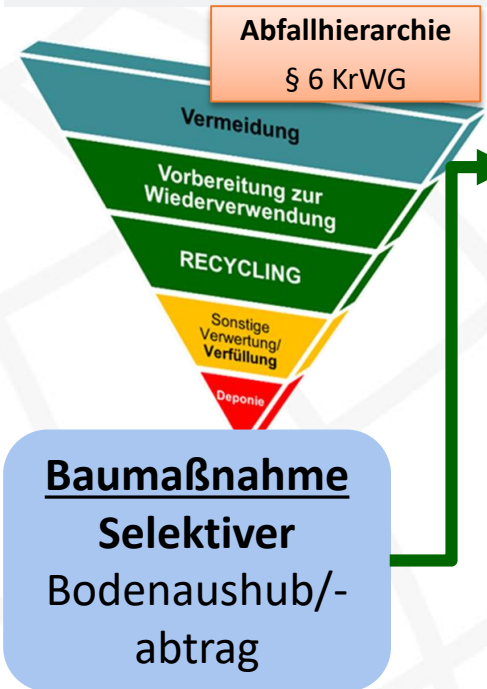 Abfallhierarchie
§ 6 KrWG
Vermeidung
Vorbereitung zur
Wiederverwendung
RECYCLING
Sonstige
Verwertung/
Verfüllung
Deponie
Baumaßnahme
Selektiver
Bodenaushub/-
abtrag